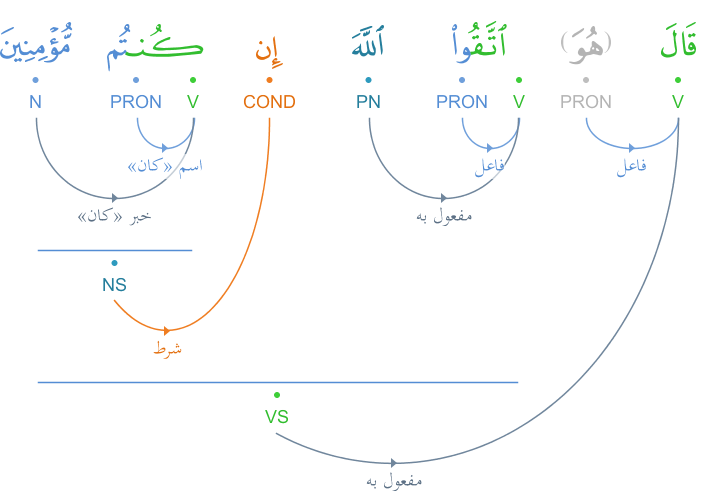 قَالَ (هُوَ) ٱتَّقُوا۟ ٱللَّهَ إِن كُنتُم مُّؤْمِنِينَ
V PRON V PRON PN COND V PRON N
فاعل فاعل اسم «كان»
مفعول به خبر «كان»
NS
شرط
VS
مفعول به